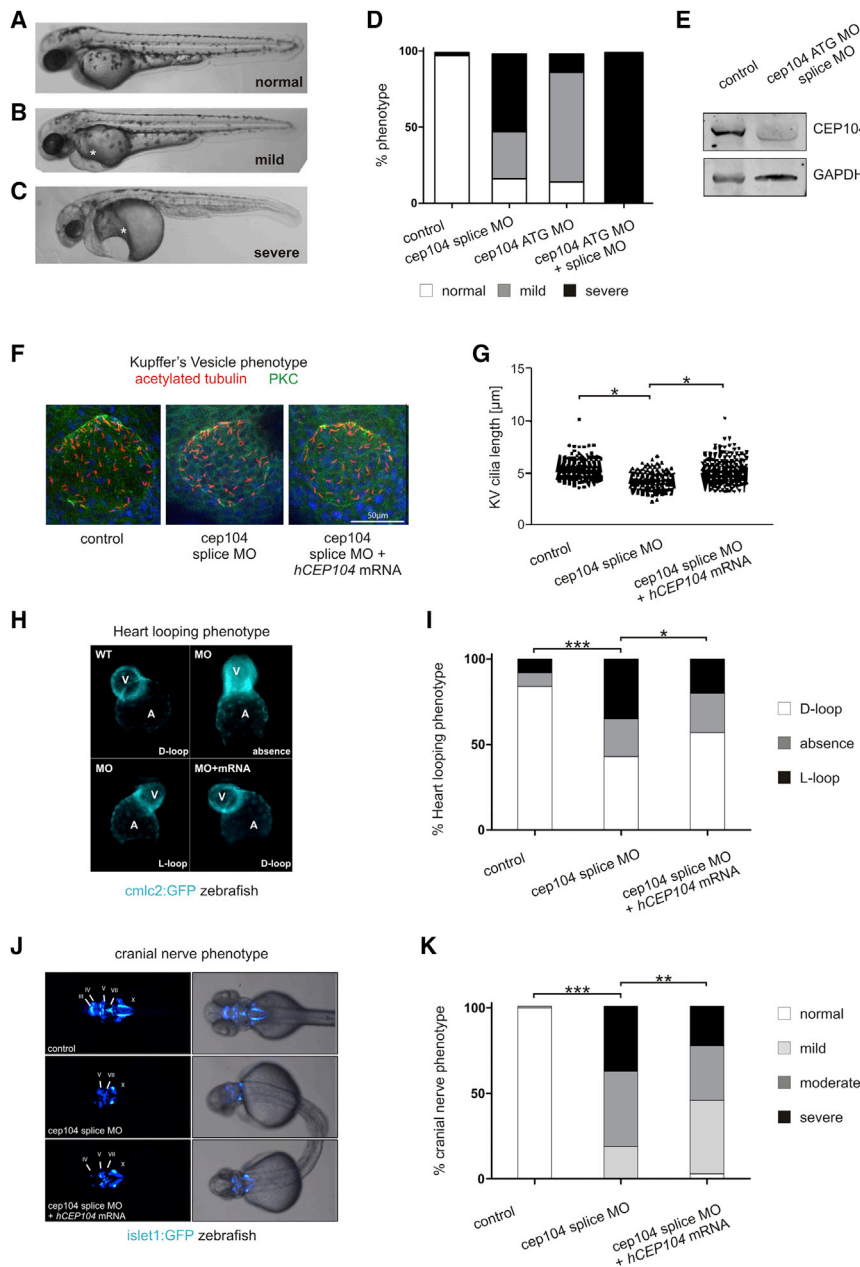 A
normal
B
*
mild
C
*
severe
D
100
50
0
% phenotype
control
cep104 splice MO
cep104 ATG MO
cep104 ATG MO
+ splice MO
normal
mild
severe
E
control
cep104 ATG MO
splice MO
CEP104
GAPDH
F
Kupffer's Vesicle phenotype
acetylated tubulin PKC
50µm
control
cep104
splice MO
cep104
splice MO +
hCEP104 mRNA
G
KV cilia length [µm]
15
10
5
0
*
*
control
cep104 splice MO
cep104 splice MO
+ hCEP104 mRNA
H
Heart looping phenotype
WT
V
A
D-loop
MO
V
A
absence
MO
V
A
L-loop
MO+mRNA
V
A
D-loop
cmlc2:GFP zebrafish
I
% Heart looping phenotype
100
50
0
***
*
control
cep104 splice MO
cep104 splice MO
+ hCEP104 mRNA
D-loop
absence
L-loop
J
cranial nerve phenotype
III IV V VII X
control
V VII X
cep104 splice MO
IV V VII X
cep104 splice MO
+ hCEP104 mRNA
islet1:GFP zebrafish
K
% cranial nerve phenotype
100
50
0
***
**
control
cep104 splice MO
cep104 splice MO
+ hCEP104 mRNA
normal
mild
moderate
severe